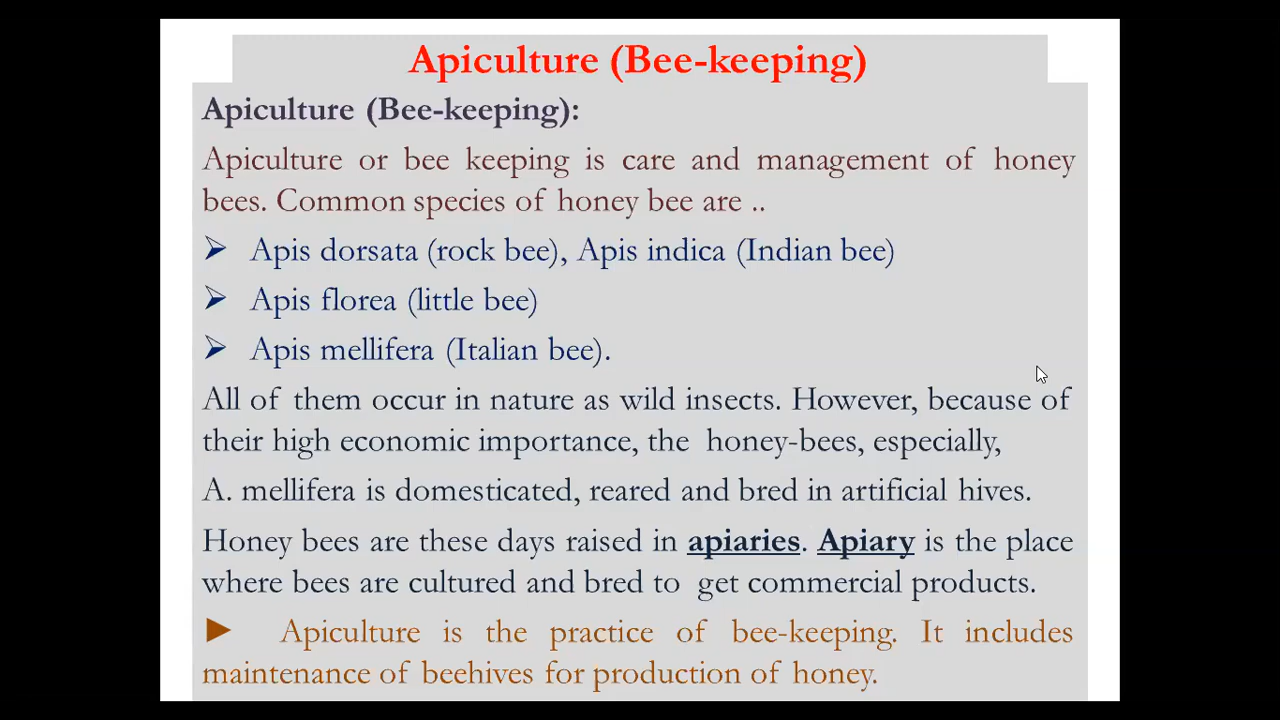 Apiculture (Bee-keeping)
Apiculture (Bee-keeping):
Apiculture or bee keeping is care and management of honey
bees. Common species of honey bee are ..
➢ Apis dorsata (rock bee), Apis indica (Indian bee)
➢ Apis florea (little bee)
➢ Apis mellifera (Italian bee).
All of them occur in nature as wild insects. However, because of
their high economic importance, the honey-bees, especially,
A. mellifera is domesticated, reared and bred in artificial hives.
Honey bees are these days raised in apiaries. Apiary is the place
where bees are cultured and bred to get commercial products.
► Apiculture is the practice of bee-keeping. It includes
maintenance of beehives for production of honey.